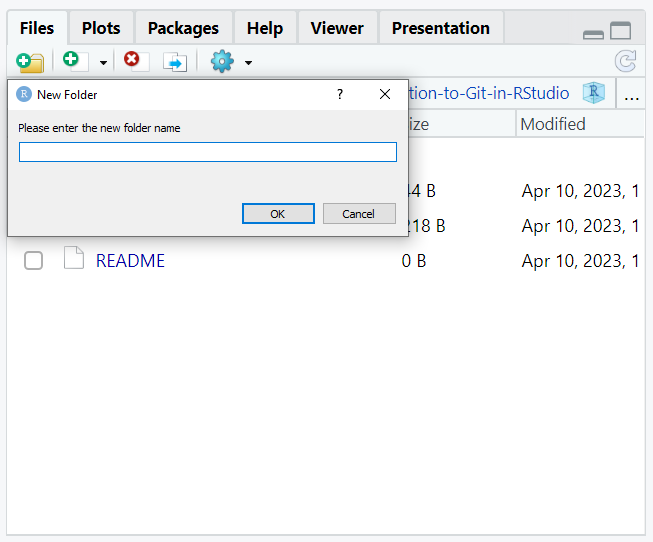 Files Plots Packages Help Viewer Presentation
R New Folder ?
tion-to-Git-in-RStudio R ...
Please enter the new folder name
ize Modified
44 B Apr 10, 2023, 1
OK Cancel
218 B Apr 10, 2023, 1
README 0 B Apr 10, 2023, 1